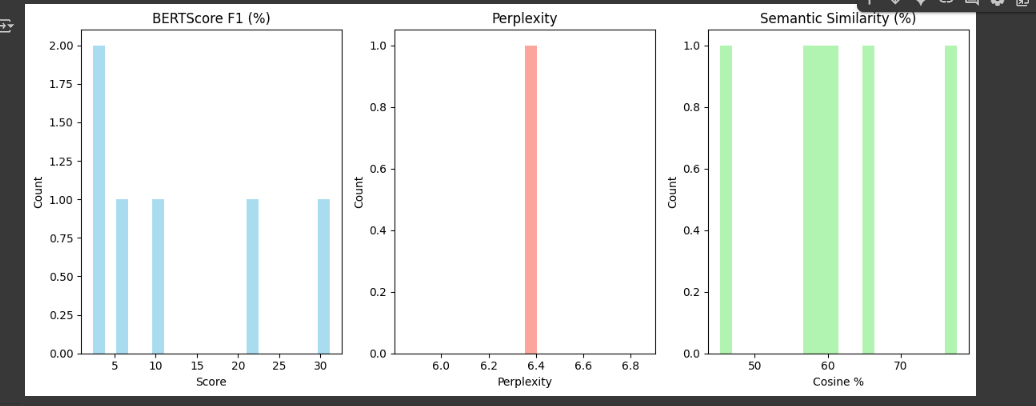 BERTScore F1 (%)
2.00
1.75
1.50
1.25
1.00
0.75
0.50
0.25
0.00
Count
5 10 15 20 25 30
Score
Perplexity
1.0
0.8
0.6
0.4
0.2
0.0
Count
6.0 6.2 6.4 6.6 6.8
Perplexity
Semantic Similarity (%)
1.0
0.8
0.6
0.4
0.2
0.0
Count
50 60 70
Cosine %